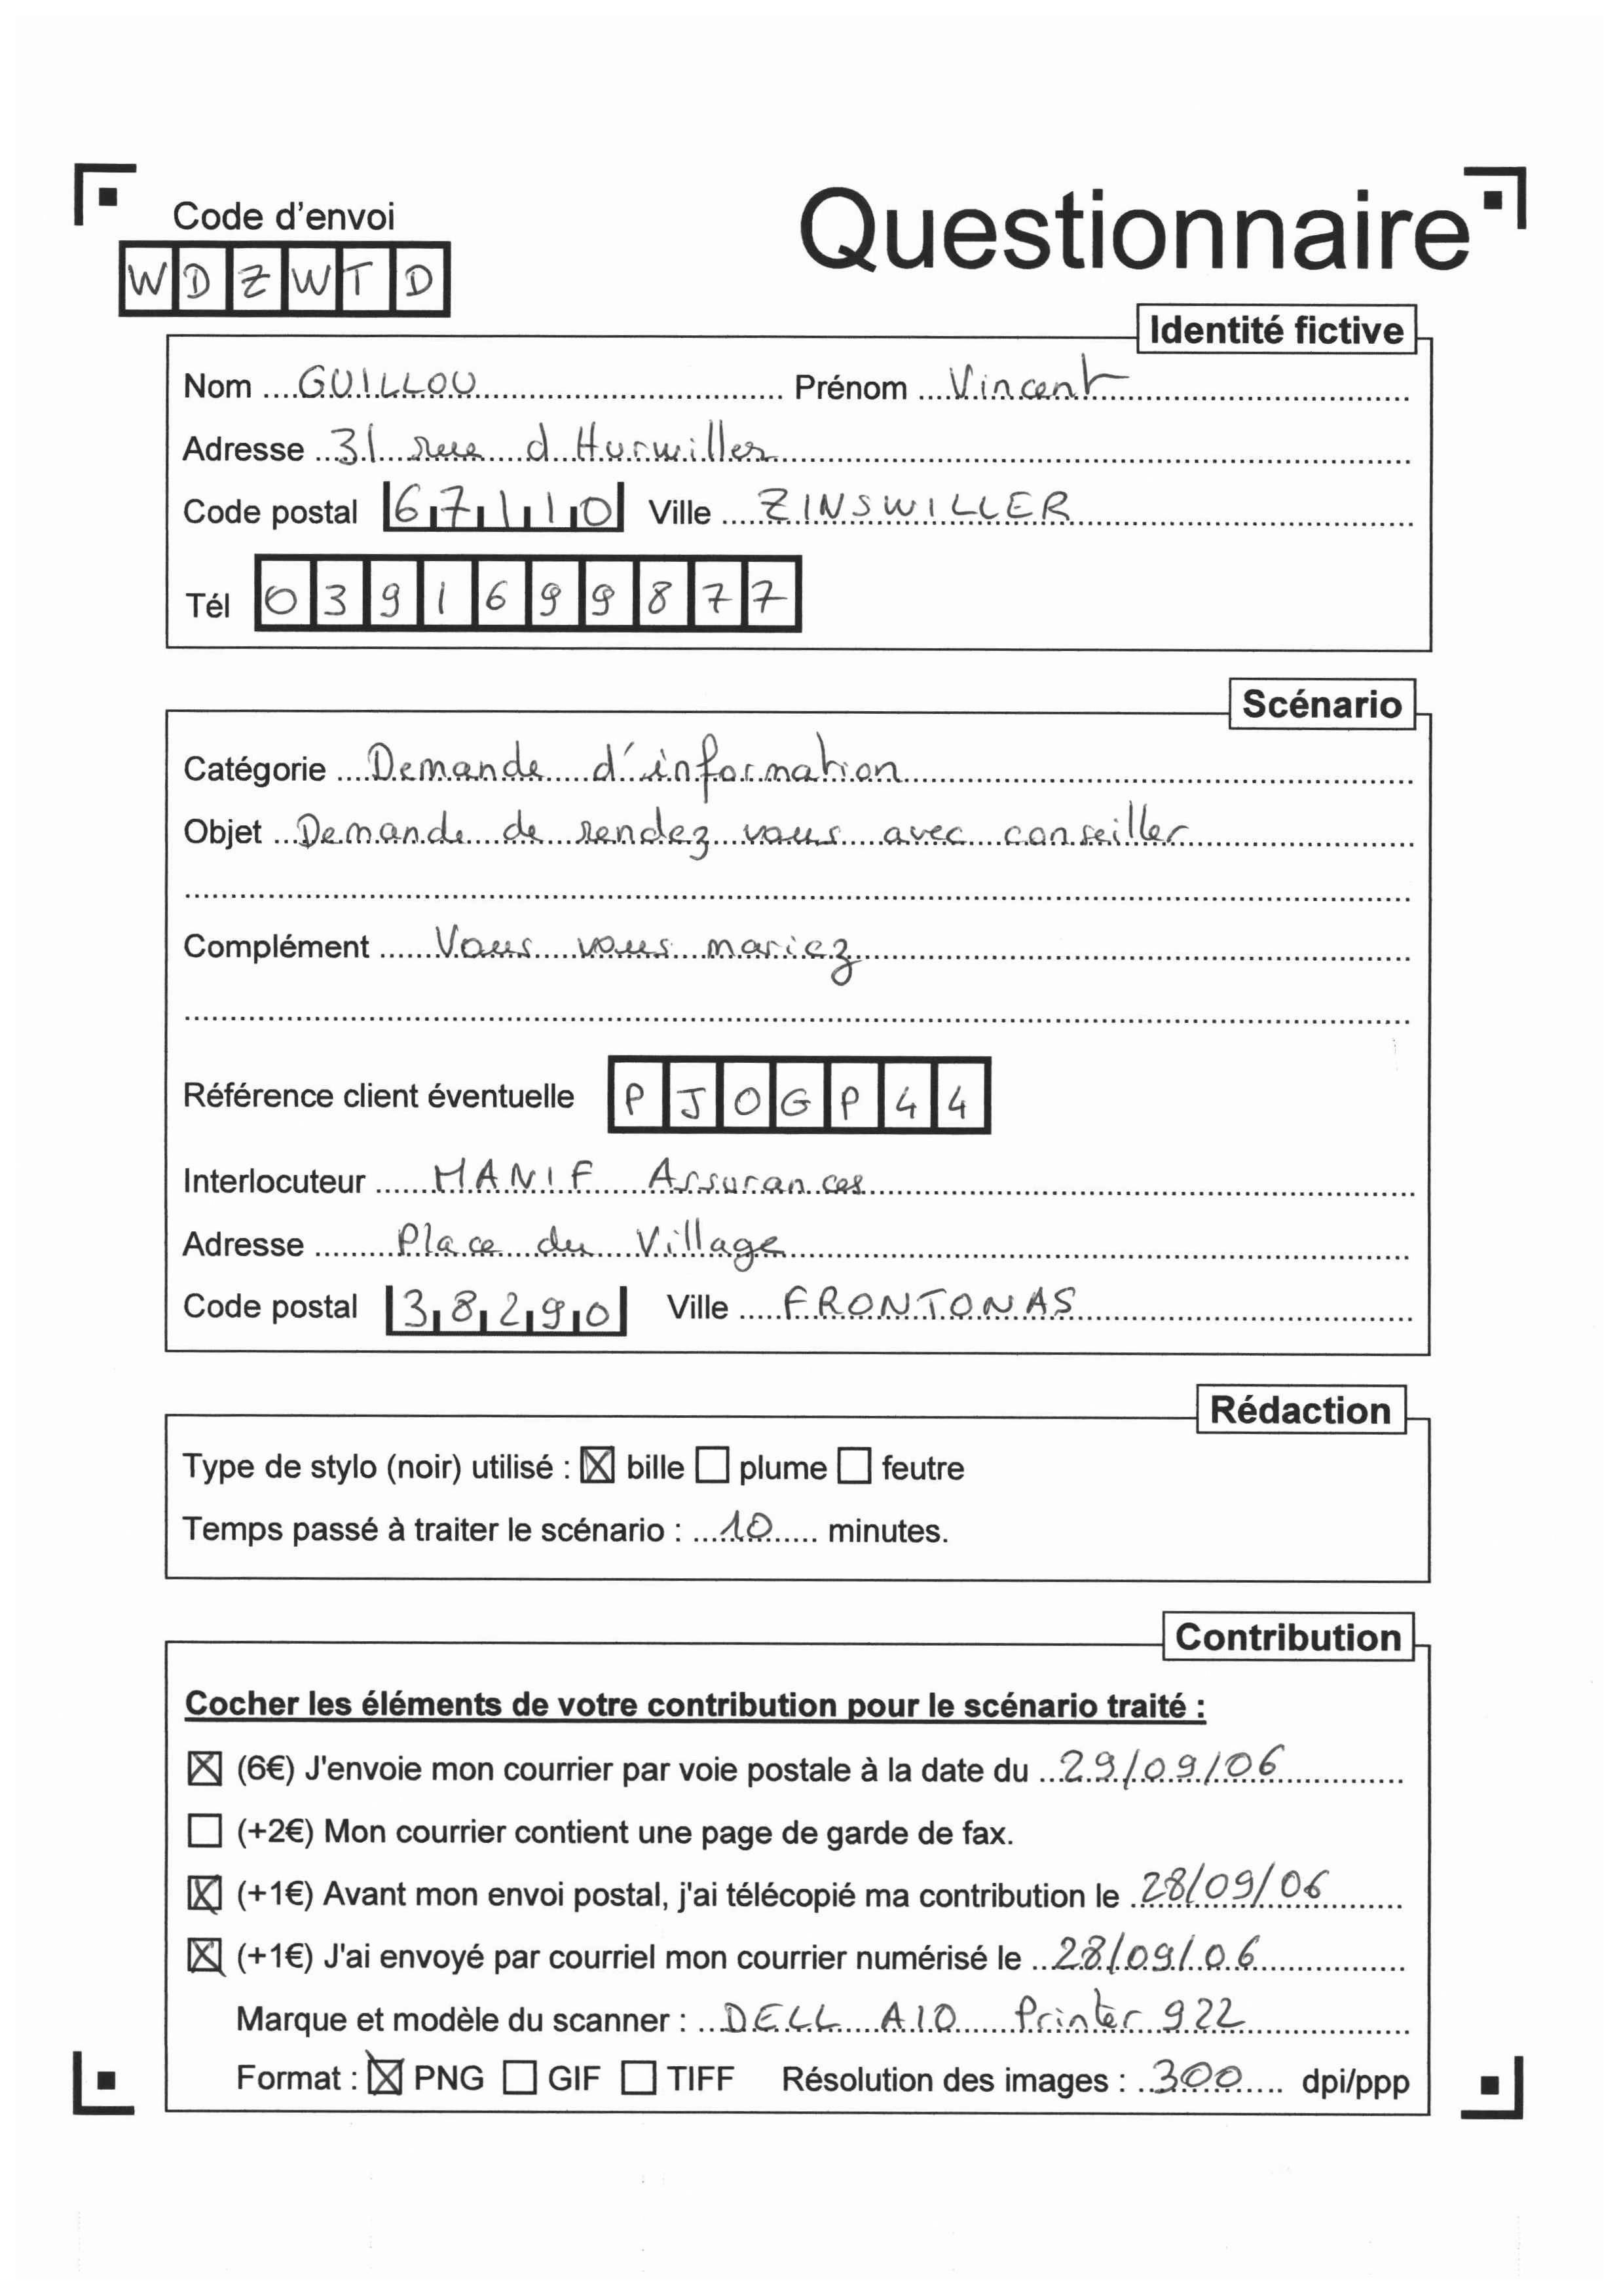 Code d'envoi
Questionnaire
WDZWTD
Identité fictive
Nom GUILLOU Prénom Vincent
Adresse 31 rue d Hurwiller
Code postal 67110 Ville ZINSWILLER
Tél 0391699877
Scénario
Catégorie Demande d'information
Objet Demande de rendez vous avec conseiller
Complément Vous vous mariez
Référence client éventuelle PJOGP44
Interlocuteur MANIF Assurances
Adresse Place du Village
Code postal 38290 Ville FRONTONAS
Rédaction
Type de stylo (noir) utilisé : ☒ bille ☐ plume ☐ feutre
Temps passé à traiter le scénario : 10 minutes.
Contribution
Cocher les éléments de votre contribution pour le scénario traité :
☒ (6€) J'envoie mon courrier par voie postale à la date du 29/09/06
☐ (+2€) Mon courrier contient une page de garde de fax.
☒ (+1€) Avant mon envoi postal, j'ai télécopié ma contribution le 28/09/06
☒ (+1€) J'ai envoyé par courriel mon courrier numérisé le 28/09/06
Marque et modèle du scanner : DELL AIO Printer 922
Format : ☒ PNG ☐ GIF ☐ TIFF Résolution des images : 300 dpi/ppp